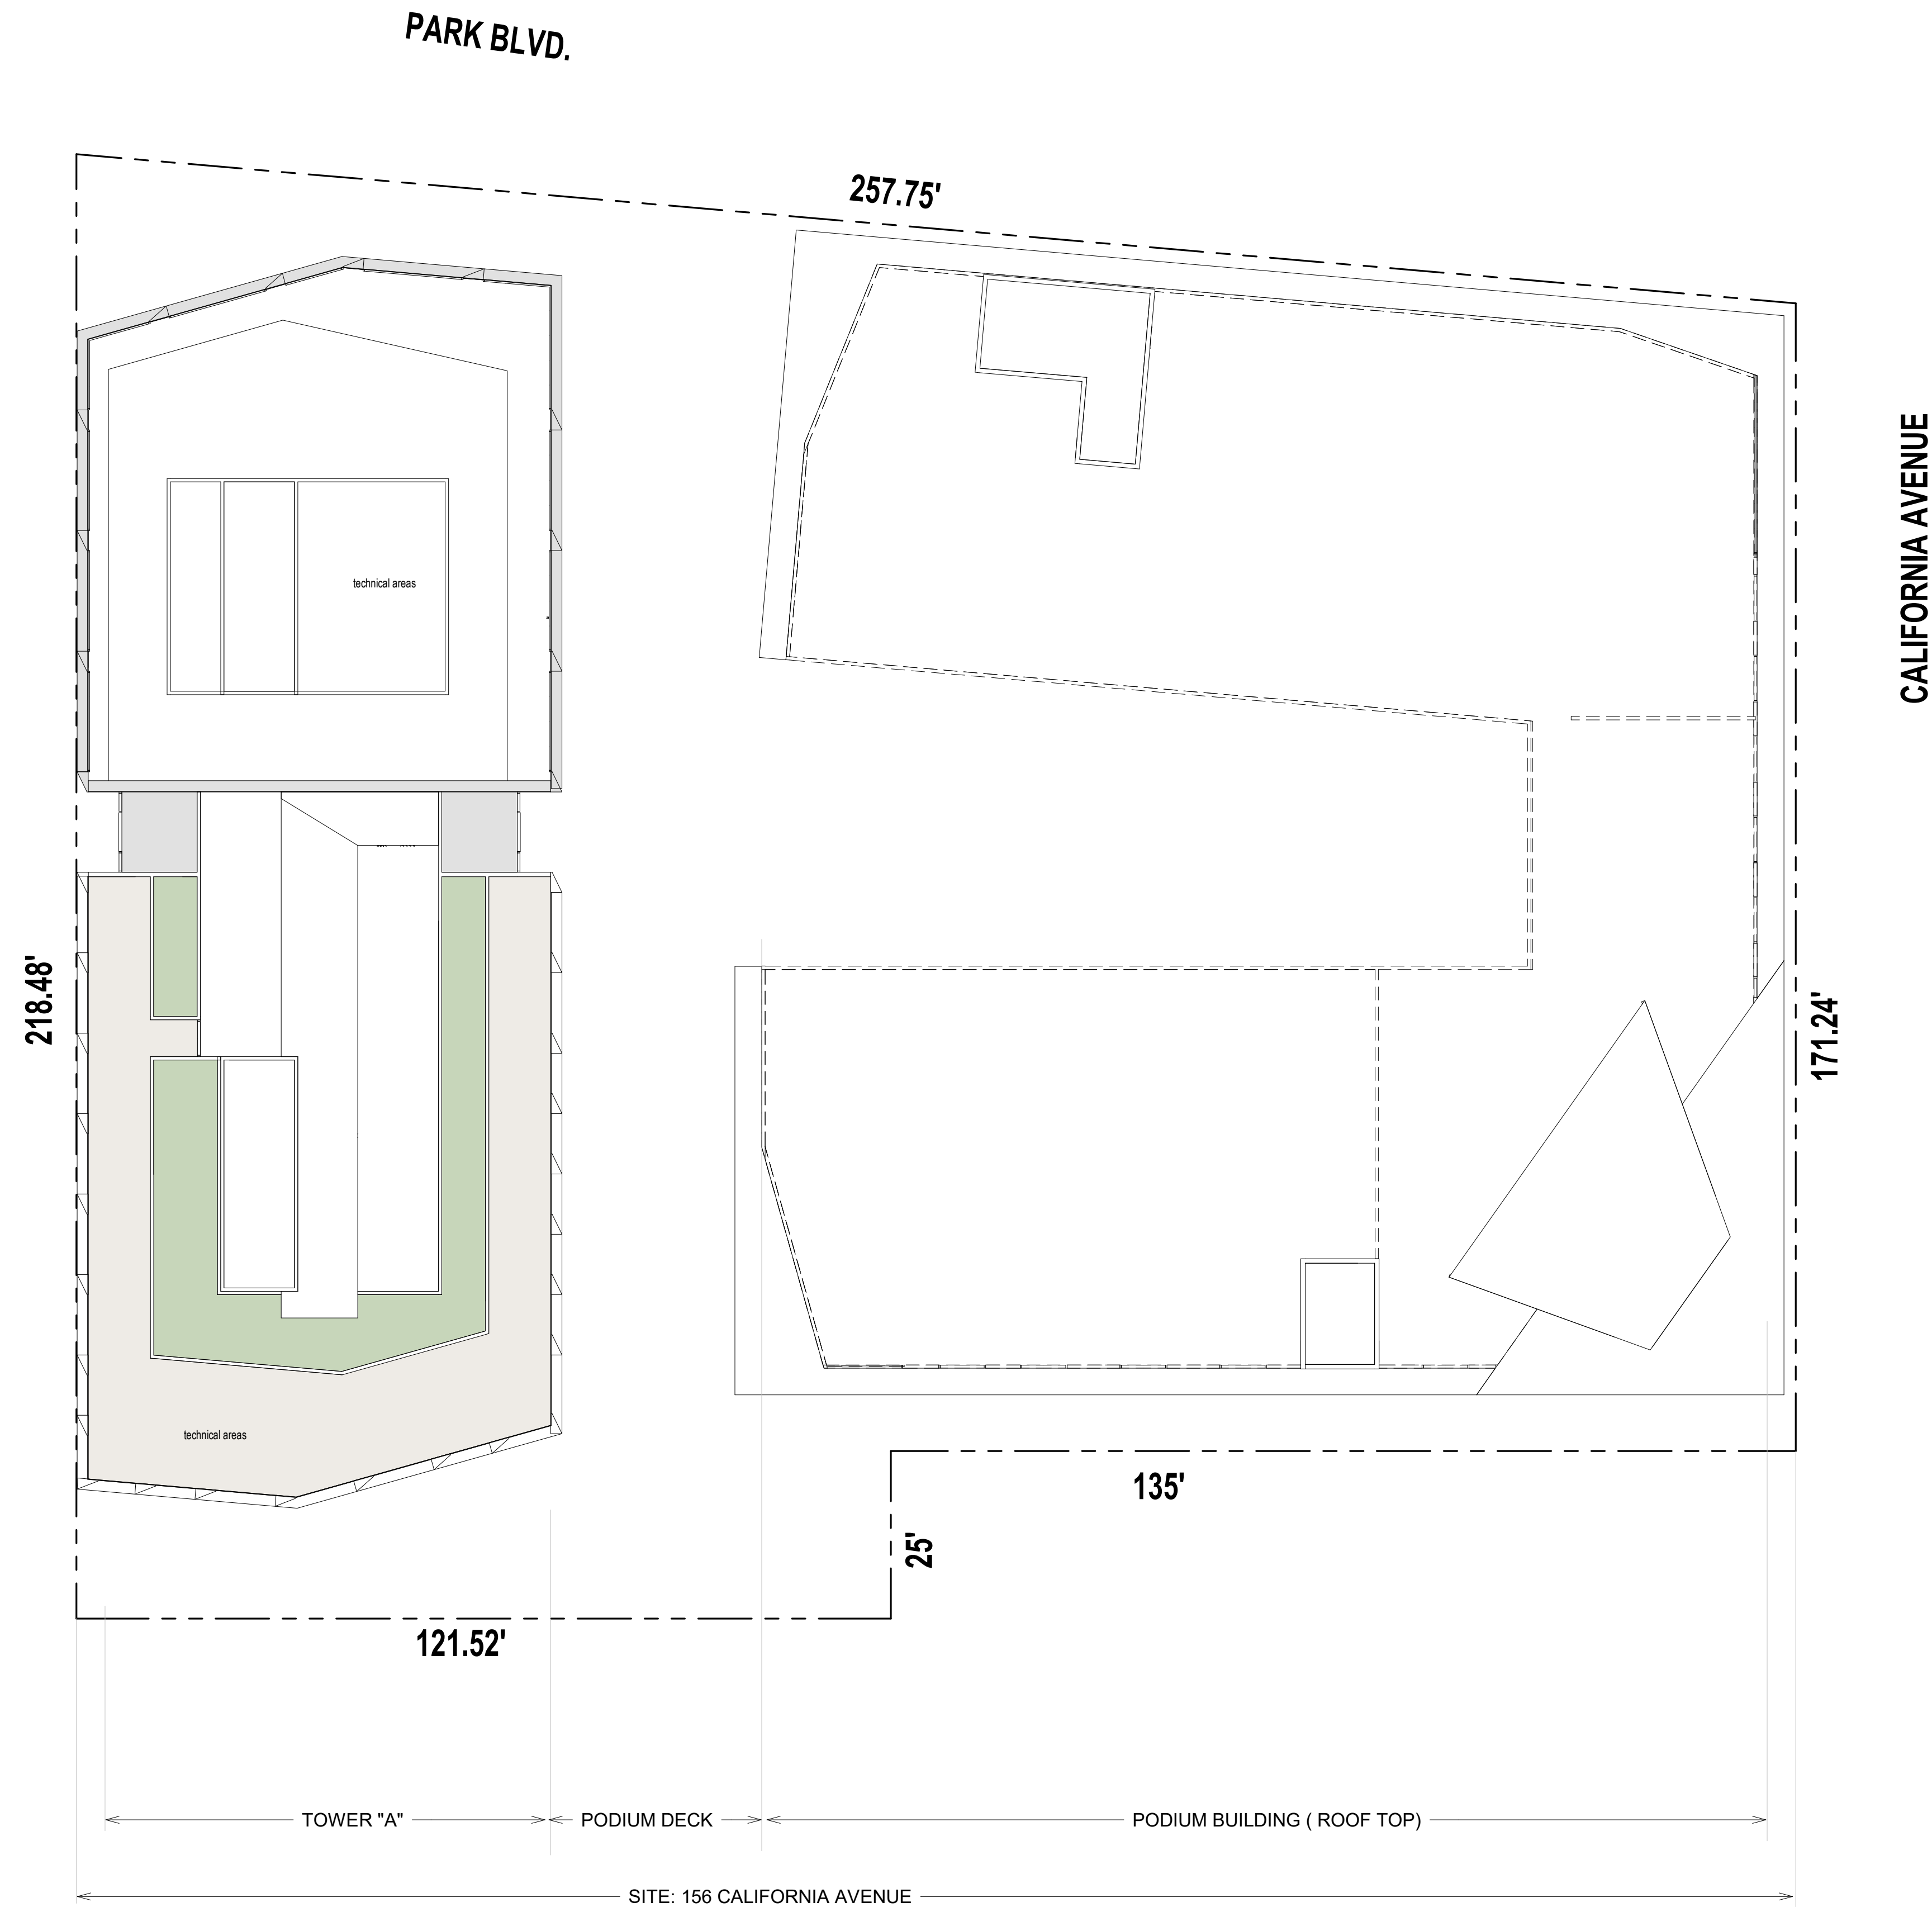 PARK BLVD.
257.75'
CALIFORNIA AVENUE
technical areas
218.48'
171.24'
technical areas
135'
25'
121.52'
TOWER "A"
PODIUM DECK
PODIUM BUILDING ( ROOF TOP)
SITE: 156 CALIFORNIA AVENUE